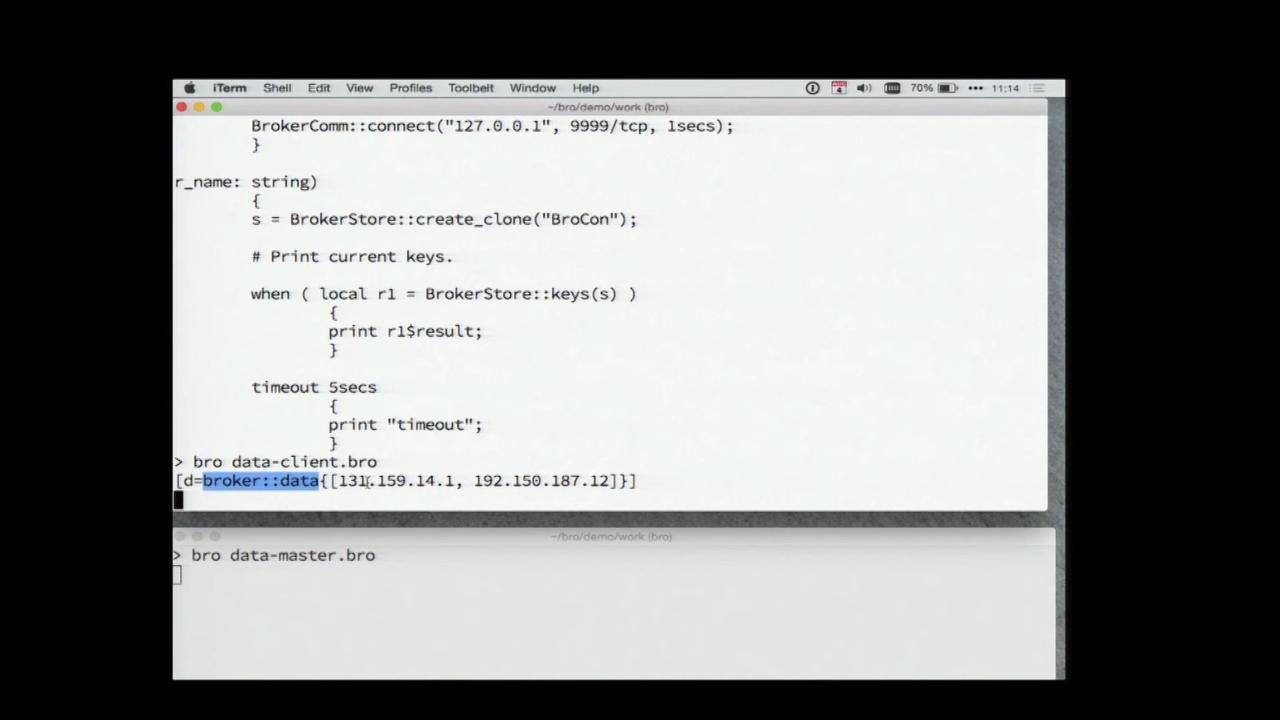 iTerm Shell Edit View Profiles Toolbelt Window Help 4 70% ••• 11:14
~/bro/demo/work (bro)
BrokerComm::connect("127.0.0.1", 9999/tcp, 1secs);
}
r_name: string)
{
s = BrokerStore::create_clone("BroCon");
# Print current keys.
when ( local r1 = BrokerStore::keys(s) )
{
print r1$result;
}
timeout 5secs
{
print "timeout";
}
> bro data-client.bro
[d=broker::data{[131.159.14.1, 192.150.187.12]}]
~/bro/demo/work (bro)
> bro data-master.bro